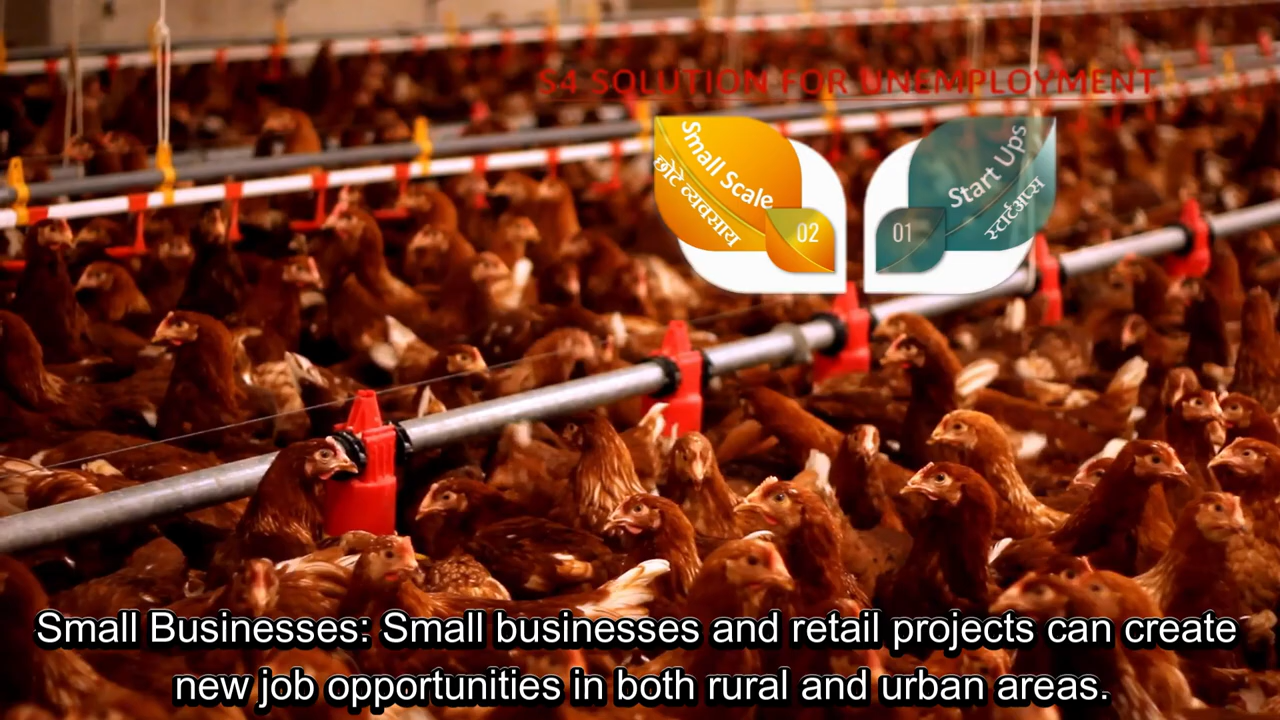 S4 SOLUTION FOR UNEMPLOYMENT
Small Scale
छोटे व्यवसाय
02
Start Ups
स्टार्टअप्स
01
Small Businesses: Small businesses and retail projects can create
new job opportunities in both rural and urban areas.